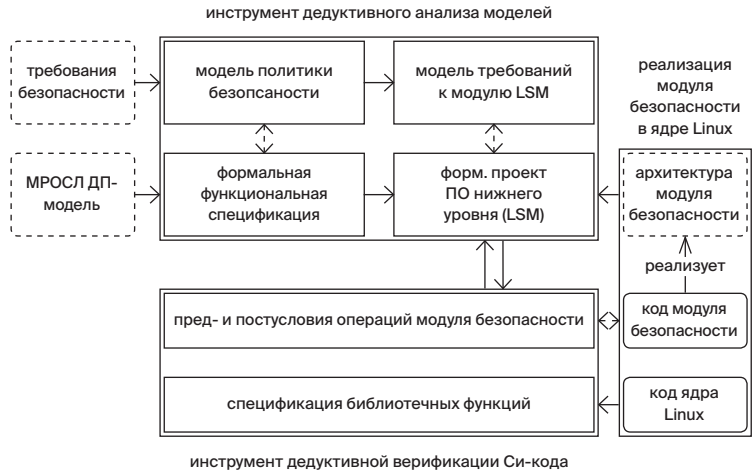 инструмент дедуктивного анализа моделей
требования
безопасности
модель политики
безопсаности
модель требований
к модулю LSM
реализация
модуля
безопасности
в ядре Linux
МРОСЛ ДП-
модель
формальная
функциональная
спецификация
форм. проект
ПО нижнего
уровня (LSM)
архитектура
модуля
безопасности
реализует
пред- и постусловия операций модуля безопасности
код модуля
безопасности
спецификация библиотечных функций
код ядра
Linux
инструмент дедуктивной верификации Си-кода